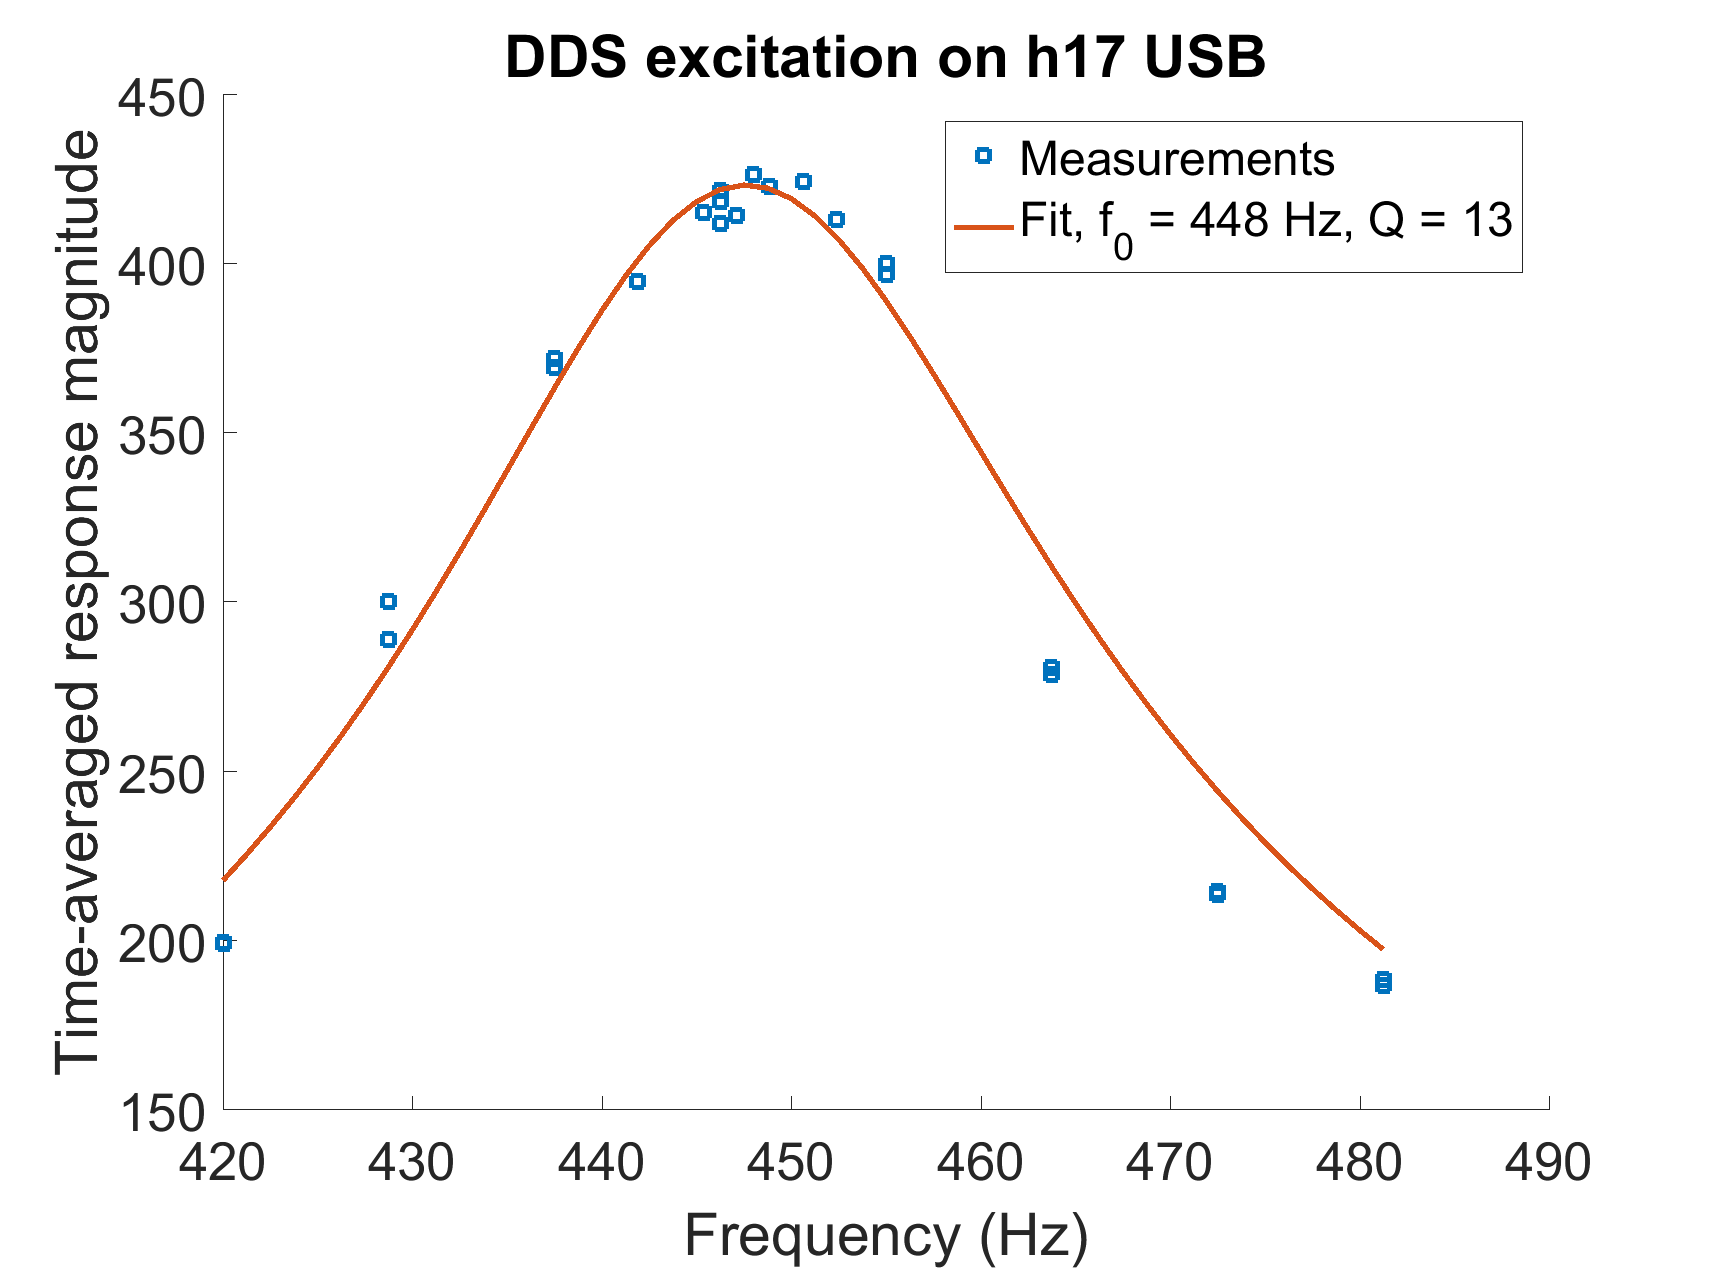 DDS excitation on h17 USB
450
400
350
300
250
200
150
Time-averaged response magnitude
Measurements
Fit, f0 = 448 Hz, Q = 13
420 430 440 450 460 470 480 490
Frequency (Hz)